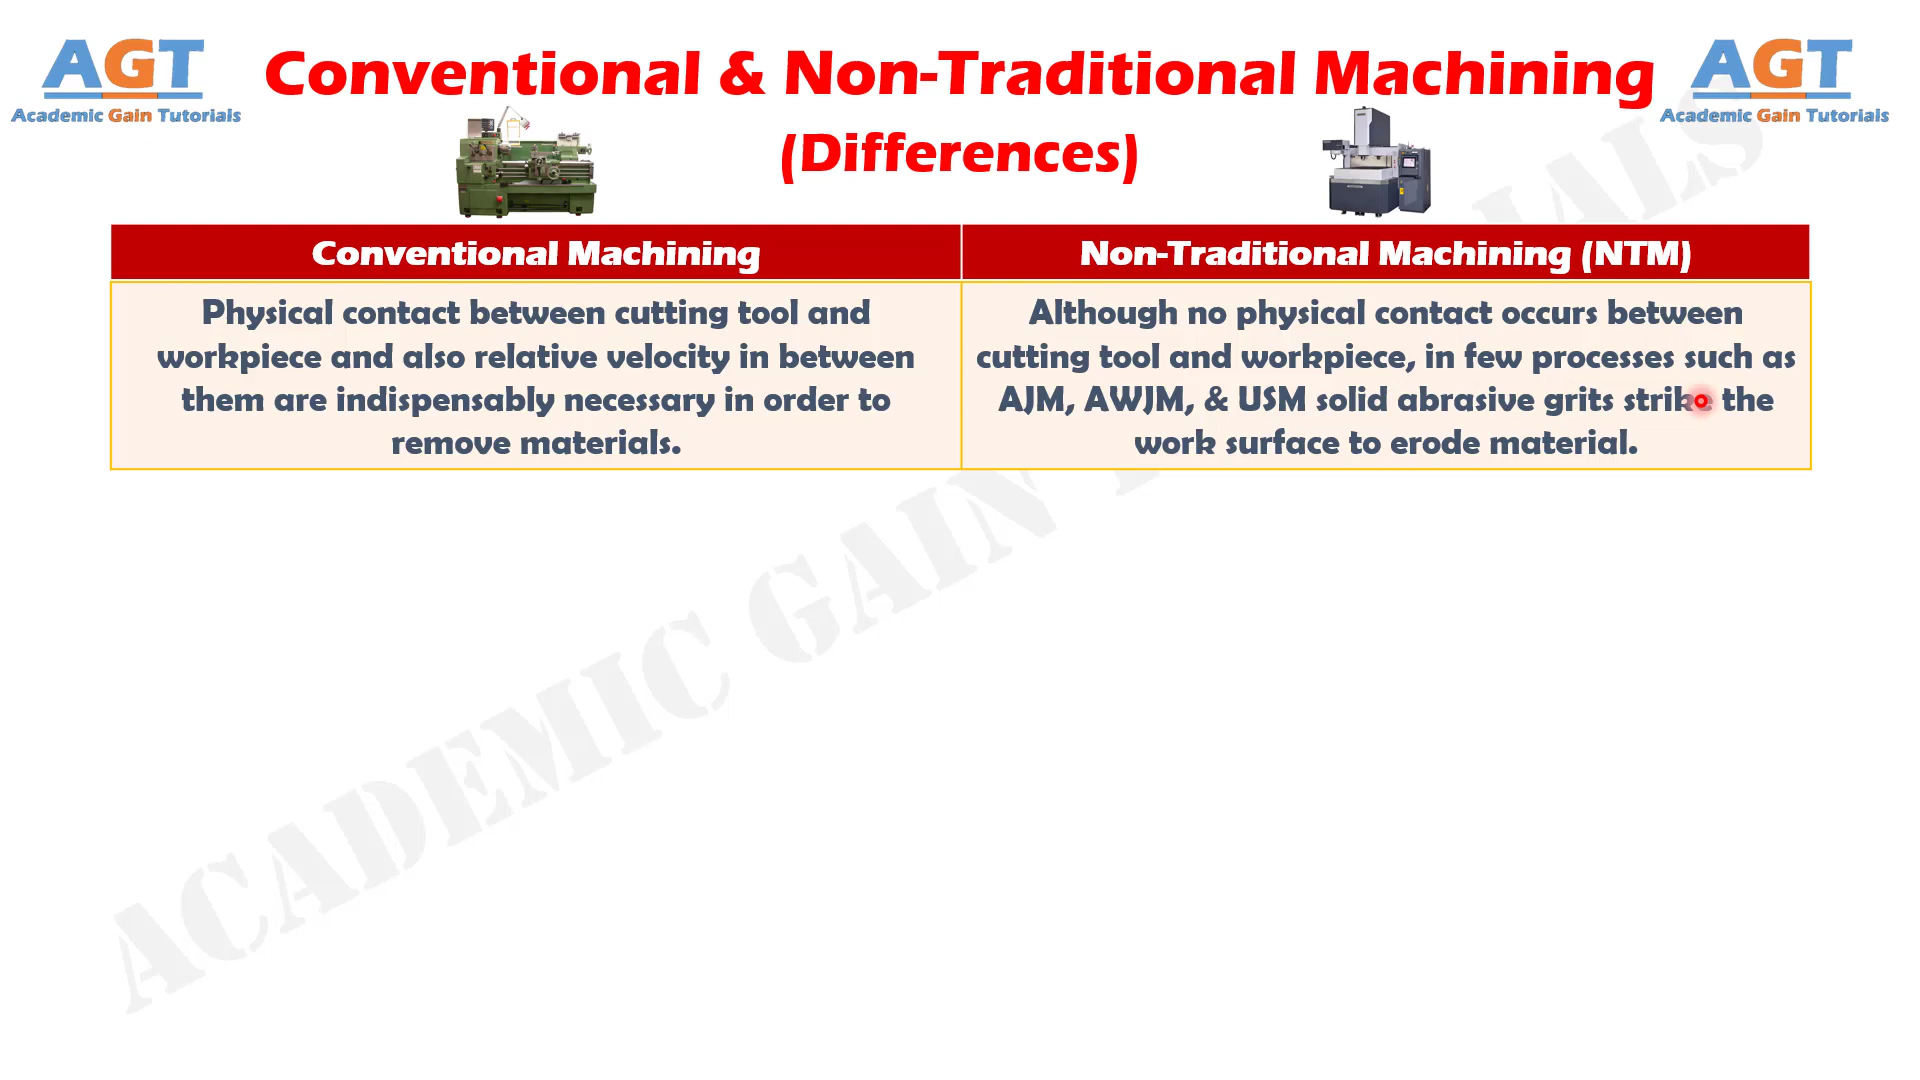 AGT
Academic Gain Tutorials
Conventional & Non-Traditional Machining
(Differences)
AGT
Academic Gain Tutorials
Conventional Machining
Physical contact between cutting tool and
workpiece and also relative velocity in between
them are indispensably necessary in order to
remove materials.
Non-Traditional Machining (NTM)
Although no physical contact occurs between
cutting tool and workpiece, in few processes such as
AJM, AWJM, & USM solid abrasive grits strike the
work surface to erode material.
ACADEMIC GAIN TUTORIALS